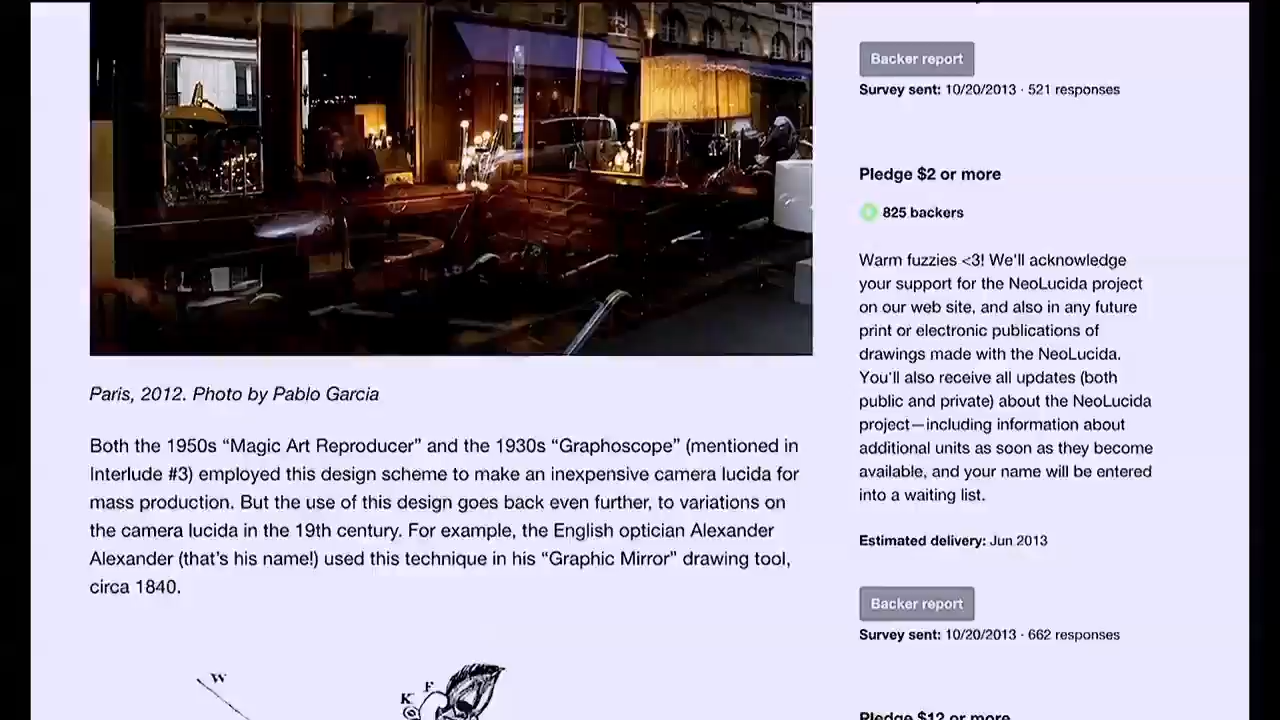 Paris, 2012. Photo by Pablo Garcia
Both the 1950s “Magic Art Reproducer” and the 1930s “Graphoscope” (mentioned in
Interlude #3) employed this design scheme to make an inexpensive camera lucida for
mass production. But the use of this design goes back even further, to variations on
the camera lucida in the 19th century. For example, the English optician Alexander
Alexander (that’s his name!) used this technique in his “Graphic Mirror” drawing tool,
circa 1840.
W
K F
Backer report
Survey sent: 10/20/2013 · 521 responses
Pledge $2 or more
825 backers
Warm fuzzies <3! We'll acknowledge
your support for the NeoLucida project
on our web site, and also in any future
print or electronic publications of
drawings made with the NeoLucida.
You'll also receive all updates (both
public and private) about the NeoLucida
project—including information about
additional units as soon as they become
available, and your name will be entered
into a waiting list.
Estimated delivery: Jun 2013
Backer report
Survey sent: 10/20/2013 · 662 responses
Pledge $12 or more